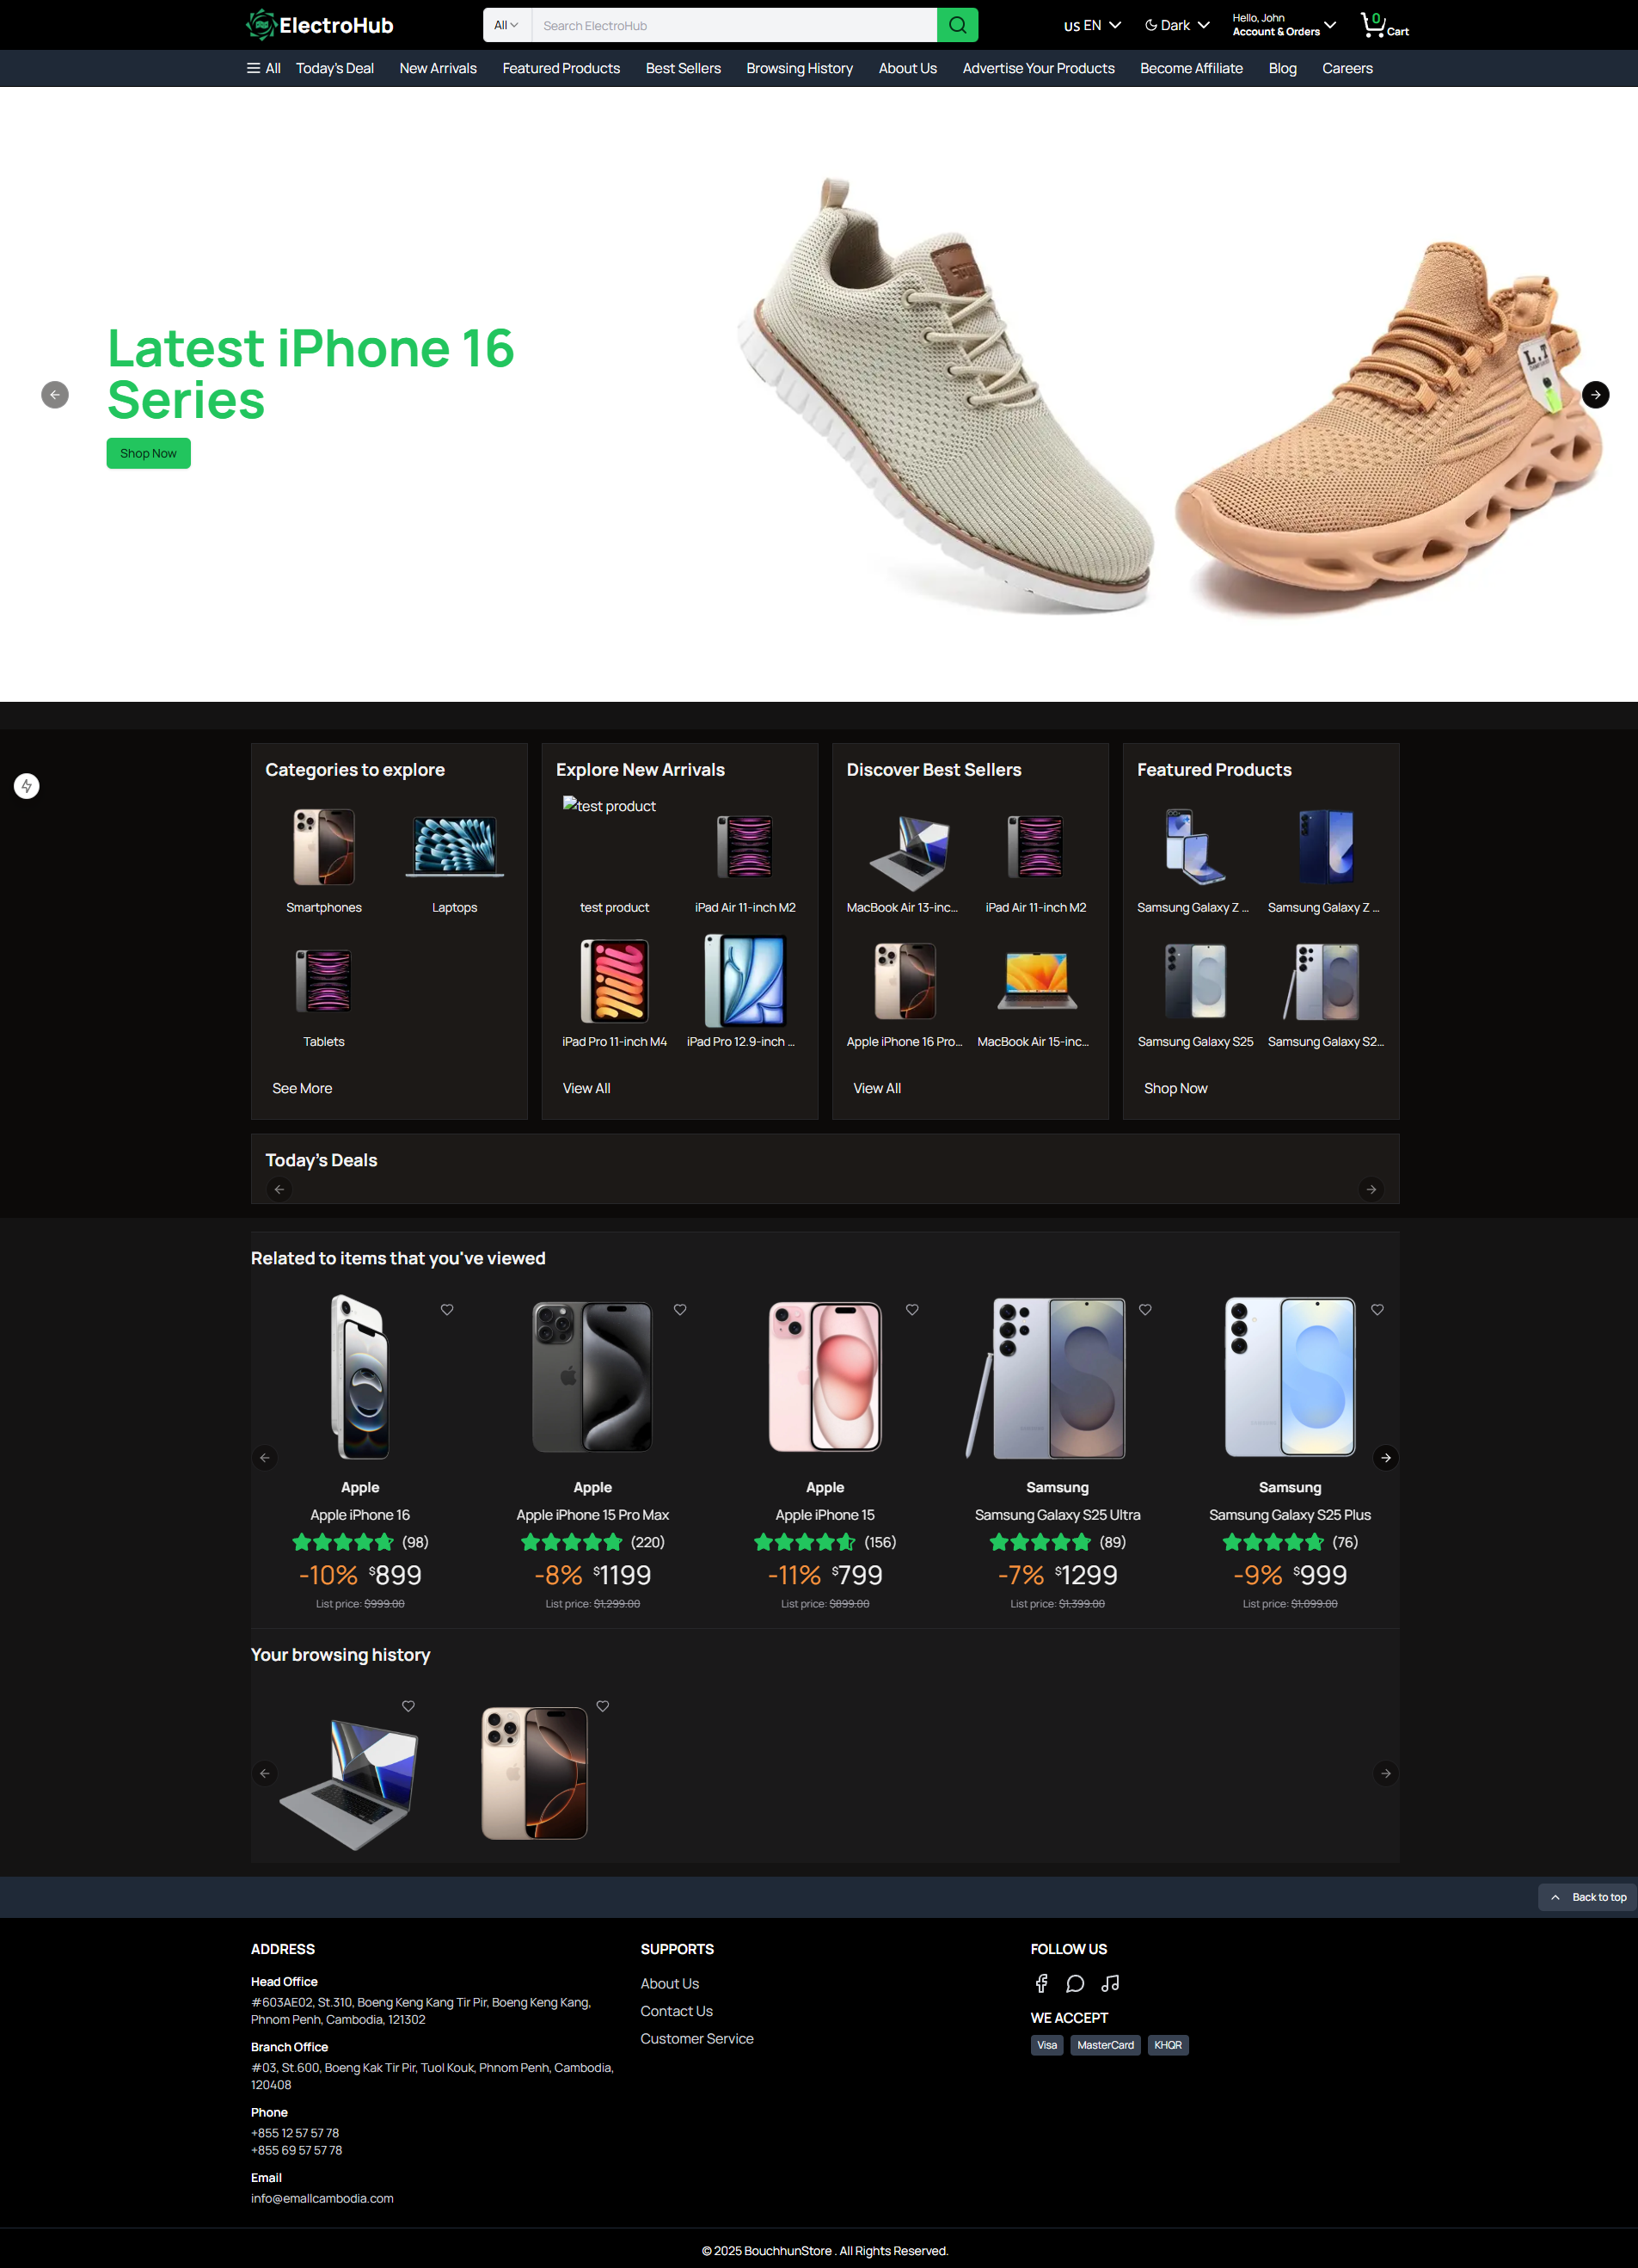 ElectroHub
All
Search ElectroHub
US EN
Dark
Hello, John
Account & Orders
0
Cart
All
Today's Deal
New Arrivals
Featured Products
Best Sellers
Browsing History
About Us
Advertise Your Products
Become Affiliate
Blog
Careers
Latest iPhone 16
Series
Shop Now
Categories to explore
Smartphones
Laptops
Tablets
See More
Explore New Arrivals
test product
test product
iPad Air 11-inch M2
iPad Pro 11-inch M4
iPad Pro 12.9-inch ...
View All
Discover Best Sellers
MacBook Air 13-inc...
iPad Air 11-inch M2
Apple iPhone 16 Pro...
MacBook Air 15-inc...
View All
Featured Products
Samsung Galaxy Z ...
Samsung Galaxy Z ...
Samsung Galaxy S25
Samsung Galaxy S2...
Shop Now
Today's Deals
Related to items that you've viewed
Apple
Apple iPhone 16
(98)
-10% $899
List price: $999.00
Apple
Apple iPhone 15 Pro Max
(220)
-8% $1199
List price: $1,299.00
Apple
Apple iPhone 15
(156)
-11% $799
List price: $899.00
Samsung
Samsung Galaxy S25 Ultra
(89)
-7% $1299
List price: $1,399.00
Samsung
Samsung Galaxy S25 Plus
(76)
-9% $999
List price: $1,099.00
Your browsing history
Back to top
ADDRESS
Head Office
#603AE02, St.310, Boeng Keng Kang Tir Pir, Boeng Keng Kang,
Phnom Penh, Cambodia, 121302
Branch Office
#03, St.600, Boeng Kak Tir Pir, Tuol Kouk, Phnom Penh, Cambodia,
120408
Phone
+855 12 57 57 78
+855 69 57 57 78
Email
info@emallcambodia.com
SUPPORTS
About Us
Contact Us
Customer Service
FOLLOW US
WE ACCEPT
Visa
MasterCard
KHQR
© 2025 BouchhunStore . All Rights Reserved.